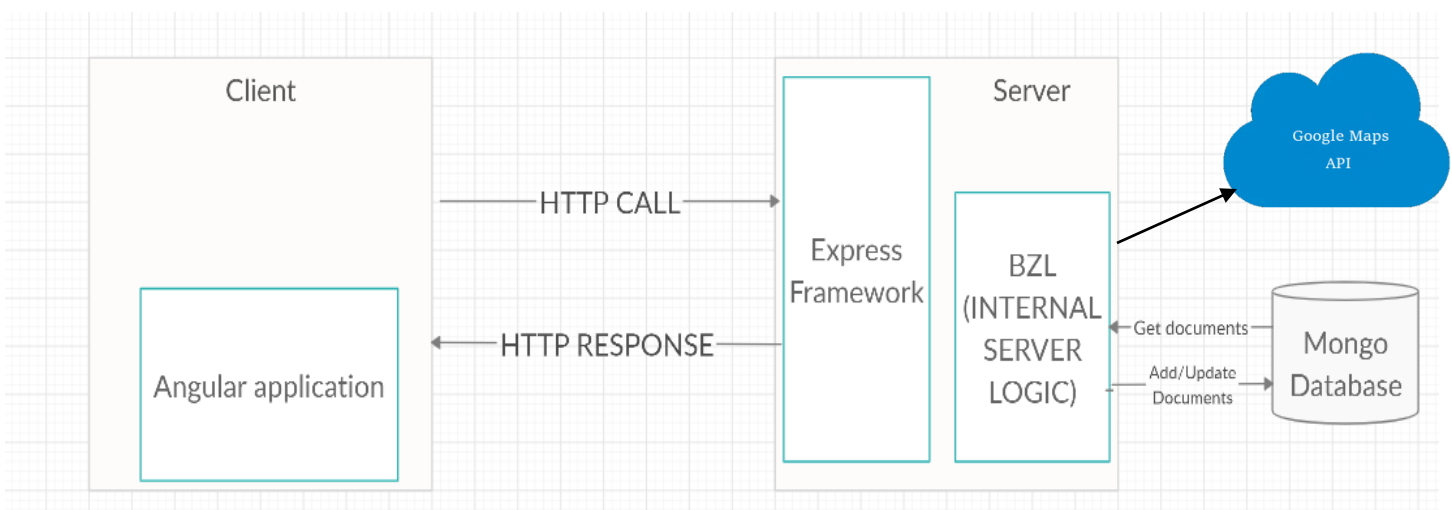 Client
Angular application
HTTP CALL
HTTP RESPONSE
Server
Express
Framework
BZL
(INTERNAL
SERVER
LOGIC)
Google Maps
API
Get documents
Add/Update
Documents
Mongo
Database